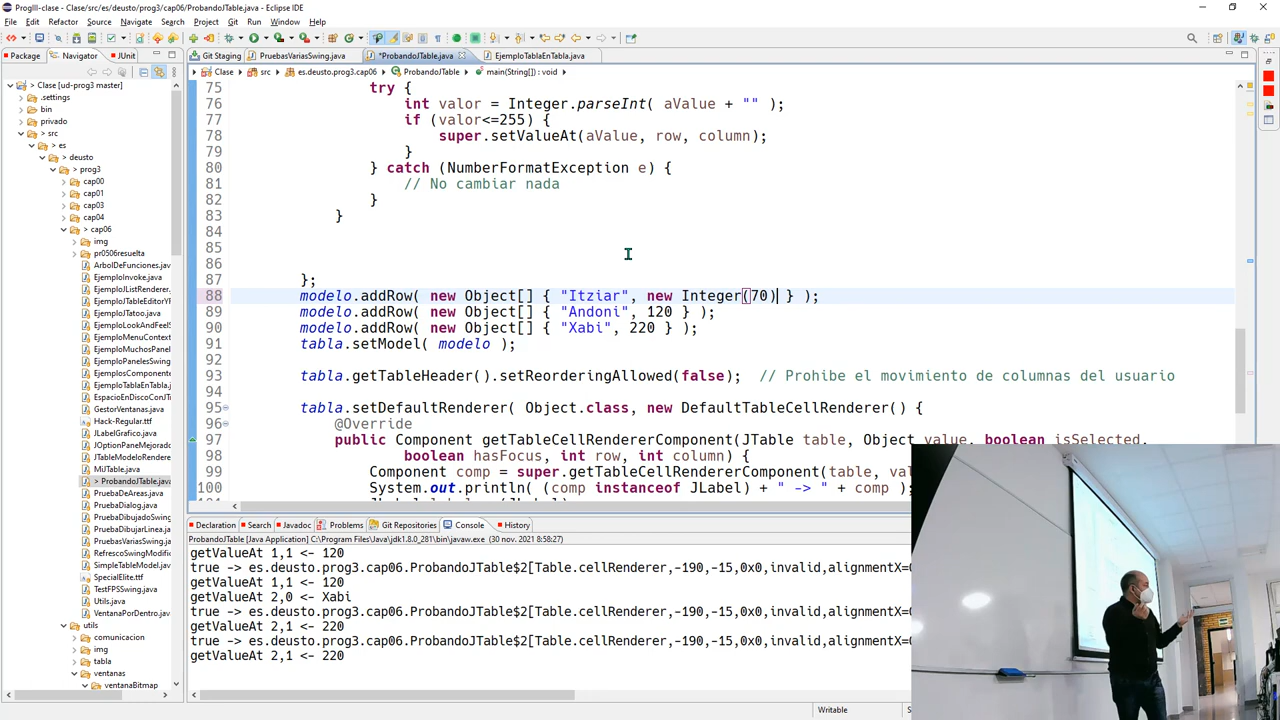 ProgIII-clase - Clase/src/es/deusto/prog3/cap06/ProbandoJTable.java - Eclipse IDE
File Edit Refactor Source Navigate Search Project Git Run Window Help
Package Navigator JUnit
Git Staging PruebasVariasSwing.java *ProbandoJTable.java EjemploTablaEnTabla.java
Clase src es.deusto.prog3.cap06 ProbandoJTable main(String[]) : void
> Clase [ud-prog3 master]
.settings
bin
privado
> src
> es
> deusto
> prog3
cap00
cap01
cap03
cap04
> cap06
img
pr0506resuelta
ArbolDeFunciones.java
EjemploInvoke.java
EjemploJListRenderer.
EjemploJTableEditorY
EjemploJTatoo.java
EjemploLookAndFeel
EjemploMenuContext
EjemploMuchosPanel
EjemploPanelesSwing
EjemplosComponente
EjemploTablaEnTabla.
EspacioEnDiscoConJT
GestorVentanas.java
Hack-Regular.ttf
JLabelGrafico.java
JOptionPaneMejorado
JTableModeloRender
MiJTable.java
> ProbandoJTable.java
PruebaDeAreas.java
PruebaDialog.java
PruebaDibujadoSwing
PruebaDibujarLinea.j
PruebasVariasSwing.j
RefrescoSwingModifi
SimpleTableModel.ja
SpecialElite.ttf
TestFPSSwing.java
Utils.java
VentanaPorDentro.jav
utils
comunicacion
img
tabla
ventanas
ventanaBitmap
75 try {
76 int valor = Integer.parseInt( aValue + "" );
77 if (valor<=255) {
78 super.setValueAt(aValue, row, column);
79 }
80 } catch (NumberFormatException e) {
81 // No cambiar nada
82 }
83 }
84
85
86
87 };
88 modelo.addRow( new Object[] { "Itziar", new Integer(70) } );
89 modelo.addRow( new Object[] { "Andoni", 120 } );
90 modelo.addRow( new Object[] { "Xabi", 220 } );
91 tabla.setModel( modelo );
92
93 tabla.getTableHeader().setReorderingAllowed(false); // Prohibe el movimiento de columnas del usuario
94
95 tabla.setDefaultRenderer( Object.class, new DefaultTableCellRenderer() {
96 @Override
97 public Component getTableCellRendererComponent(JTable table, Object value, boolean isSelected,
98 boolean hasFocus, int row, int column) {
99 Component comp = super.getTableCellRendererComponent(table, val
100 System.out.println( (comp instanceof JLabel) + " -> " + comp );
Declaration Search Javadoc Problems Git Repositories Console History
ProbandoJTable [Java Application] C:\Program Files\Java\jdk1.8.0_281\bin\javaw.exe (30 nov. 2021 8:58:27)
getValueAt 1,1 <- 120
true -> es.deusto.prog3.cap06.ProbandoJTable$2[Table.cellRenderer,-190,-15,0x0,invalid,alignmentX=0
getValueAt 1,1 <- 120
getValueAt 2,0 <- Xabi
true -> es.deusto.prog3.cap06.ProbandoJTable$2[Table.cellRenderer,-190,-15,0x0,invalid,alignmentX=0
getValueAt 2,1 <- 220
true -> es.deusto.prog3.cap06.ProbandoJTable$2[Table.cellRenderer,-190,-15,0x0,invalid,alignmentX=0
getValueAt 2,1 <- 220
Writable